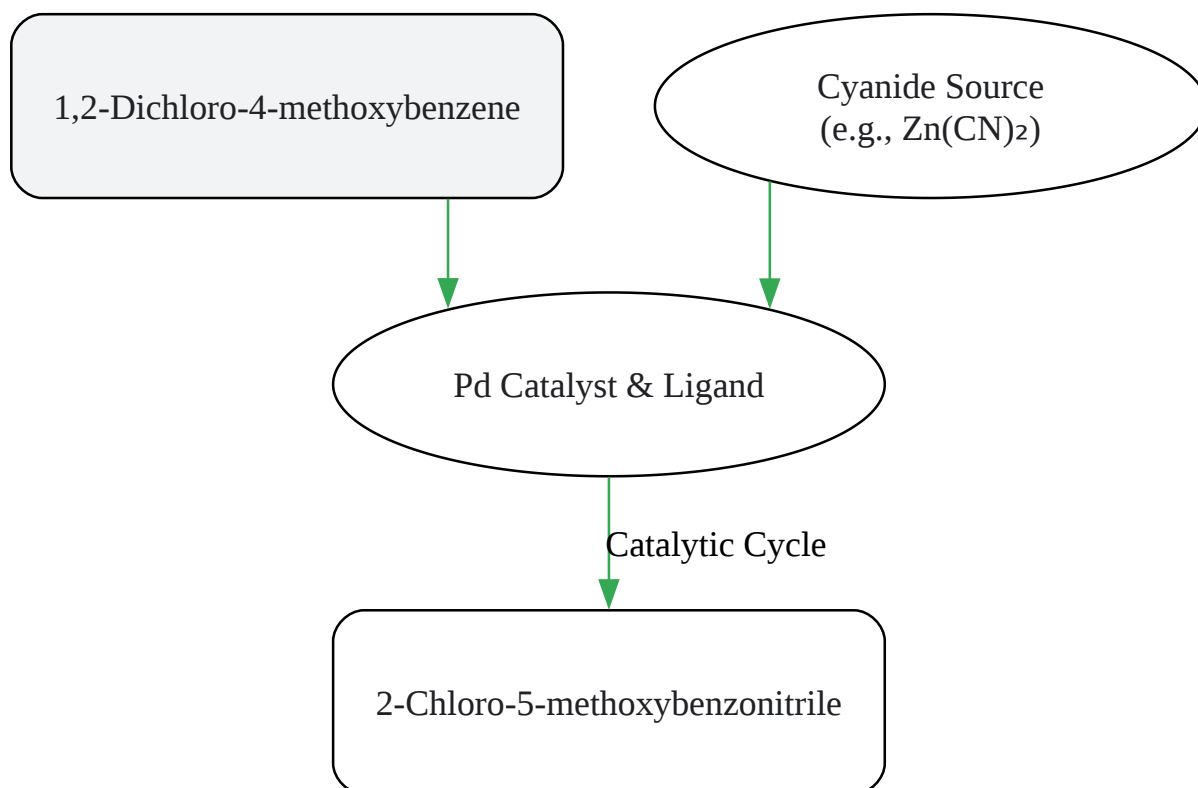 1,2-Dichloro-4-methoxybenzene
Cyanide Source
(e.g., Zn(CN)₂)
Pd Catalyst & Ligand
Catalytic Cycle
2-Chloro-5-methoxybenzonitrile